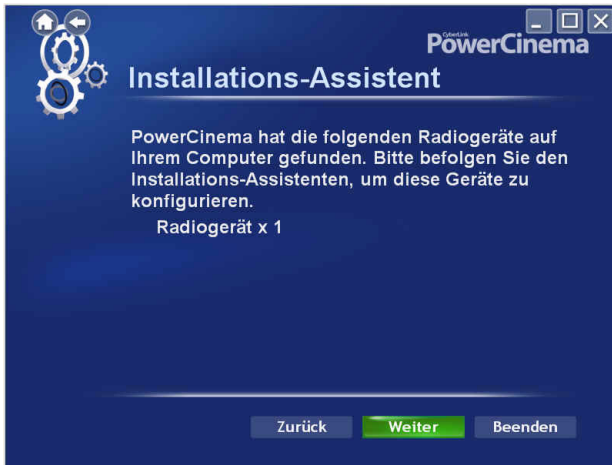 CyberLink
PowerCinema
Installations-Assistent
PowerCinema hat die folgenden Radiogeräte auf
Ihrem Computer gefunden. Bitte befolgen Sie den
Installations-Assistenten, um diese Geräte zu
konfigurieren.
Radiogerät x 1
Zurück
Weiter
Beenden